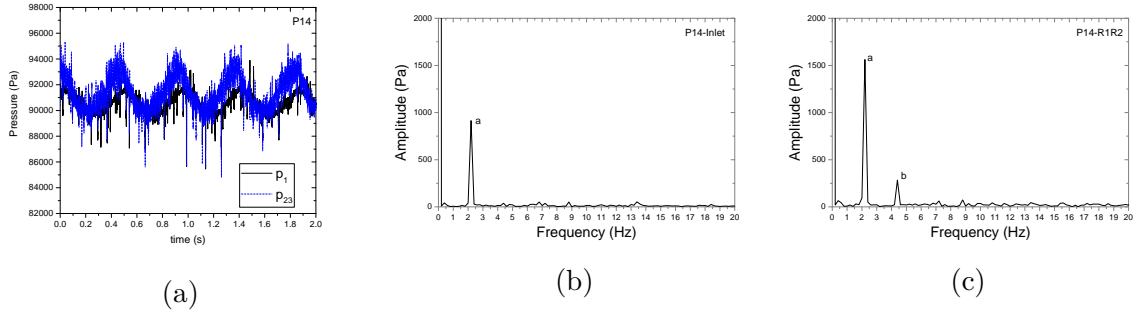 P14
98000
96000
94000
92000
90000
88000
86000
84000
82000
Pressure (Pa)
p1
p23
0.0 0.2 0.4 0.6 0.8 1.0 1.2 1.4 1.6 1.8 2.0
time (s)
(a)
P14-Inlet
2000
1500
1000
500
0
Amplitude (Pa)
a
0 1 2 3 4 5 6 7 8 9 10 11 12 13 14 15 16 17 18 19 20
Frequency (Hz)
(b)
P14-R1R2
2000
1500
1000
500
0
Amplitude (Pa)
a
b
0 1 2 3 4 5 6 7 8 9 10 11 12 13 14 15 16 17 18 19 20
Frequency (Hz)
(c)